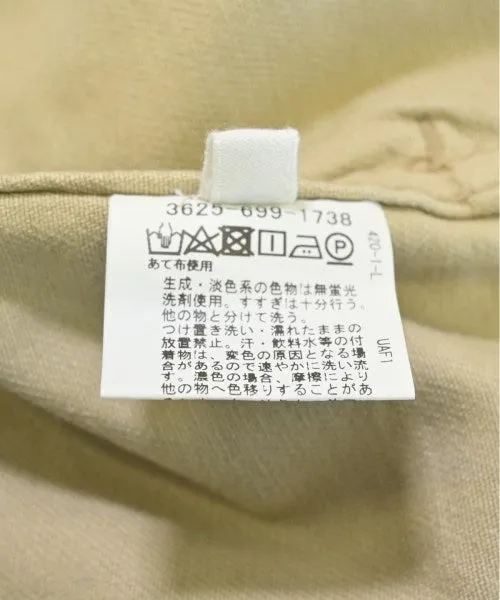 3625-699-1738
P
あて布使用
生成・淡色系の色物は無蛍光
洗剤使用。すすぎは十分行う。
他の物と分けて洗う。
つけ置き洗い・濡れたままの
放置禁止。汗・飲料水等の付
着物は、変色の原因となる場
合があるので速やかに洗い流
す。濃色の場合、摩擦により
他の物へ色移りすることがあ
420-1-L
UAF1